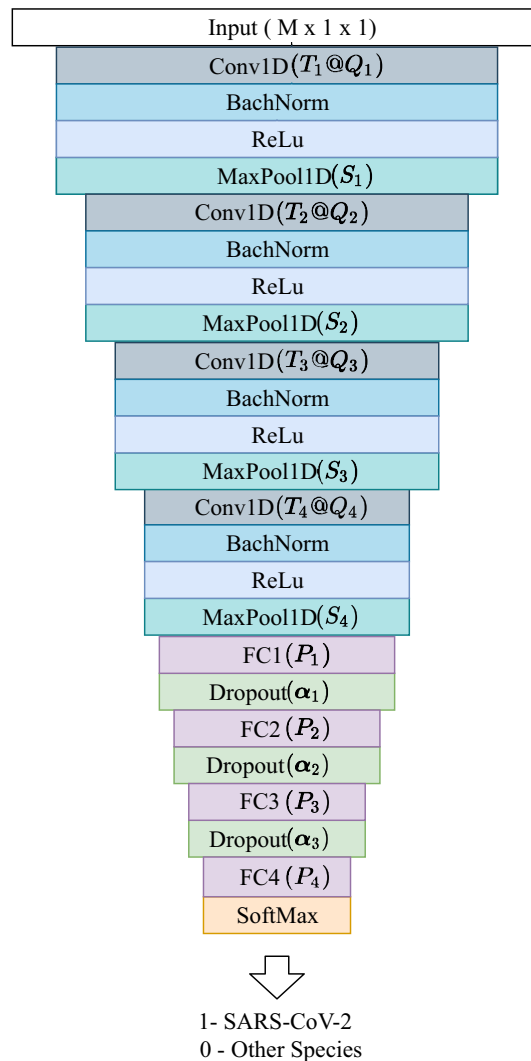 Input ( M x 1 x 1)
Conv1D(T₁@Q₁)
BachNorm
ReLu
MaxPool1D(S₁)
Conv1D(T₂@Q₂)
BachNorm
ReLu
MaxPool1D(S₂)
Conv1D(T₃@Q₃)
BachNorm
ReLu
MaxPool1D(S₃)
Conv1D(T₄@Q₄)
BachNorm
ReLu
MaxPool1D(S₄)
FC1(P₁)
Dropout(α₁)
FC2(P₂)
Dropout(α₂)
FC3(P₃)
Dropout(α₃)
FC4(P₄)
SoftMax
1- SARS-CoV-2
0 - Other Species